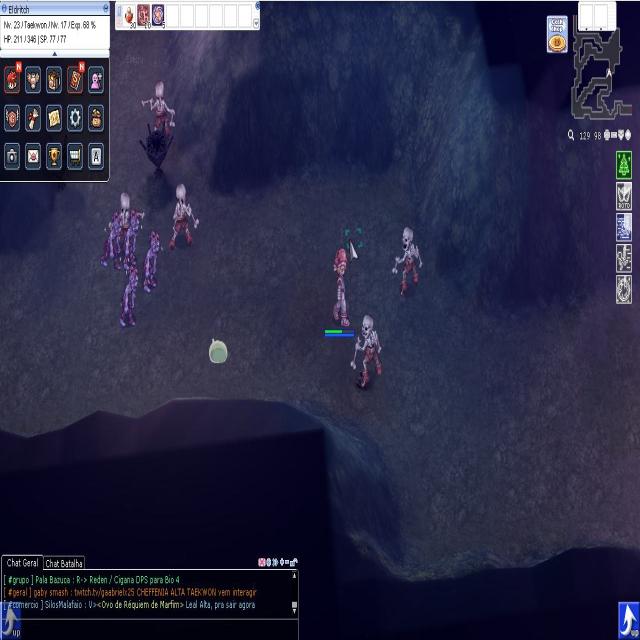 Eldritch
Nv. 23 / Taekwon / Nv. 17 / Exp. 68 %
HP. 211 / 346 | SP. 77 / 77
129 98
Chat Geral
Chat Batalha
[ #grupo ] Pala Bazuca : R-> Reden / Cigana DPS para Bio 4
[ #geral ] gaby smash : twitch.tv/gaabrielx25 CHEFFENIA ALTA TAEKWON vem interagir
[ #comercio ] SilosMalafaio : V><Ovo de Réquiem de Marfim> Leal Alta, pra sair agora
up
up